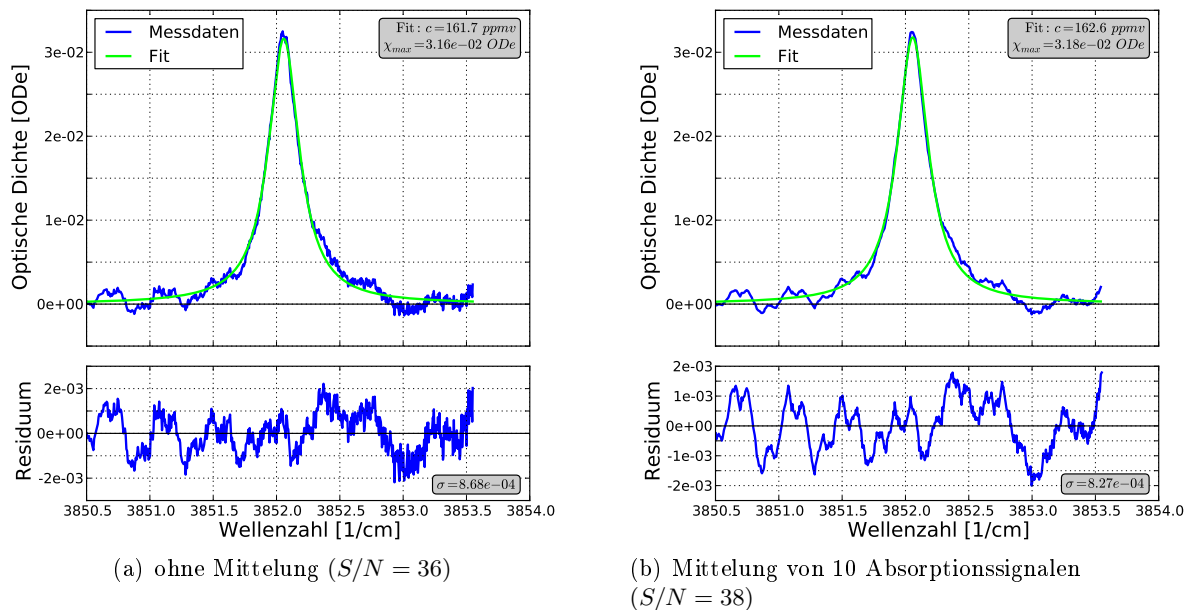 Messdaten
Fit
Fit: c=161.7 ppmv
χmax=3.16e−02 ODe
3e-02
2e-02
1e-02
0e+00
Optische Dichte [ODe]
2e-03
0e+00
-2e-03
Residuum
σ=8.68e−04
3850.5 3851.0 3851.5 3852.0 3852.5 3853.0 3853.5 3854.0
Wellenzahl [1/cm]
(a) ohne Mittelung (S/N = 36)
Messdaten
Fit
Fit: c=162.6 ppmv
χmax=3.18e−02 ODe
3e-02
2e-02
1e-02
0e+00
Optische Dichte [ODe]
2e-03
1e-03
0e+00
-1e-03
-2e-03
Residuum
σ=8.27e−04
3850.5 3851.0 3851.5 3852.0 3852.5 3853.0 3853.5 3854.0
Wellenzahl [1/cm]
(b) Mittelung von 10 Absorptionssignalen
(S/N = 38)